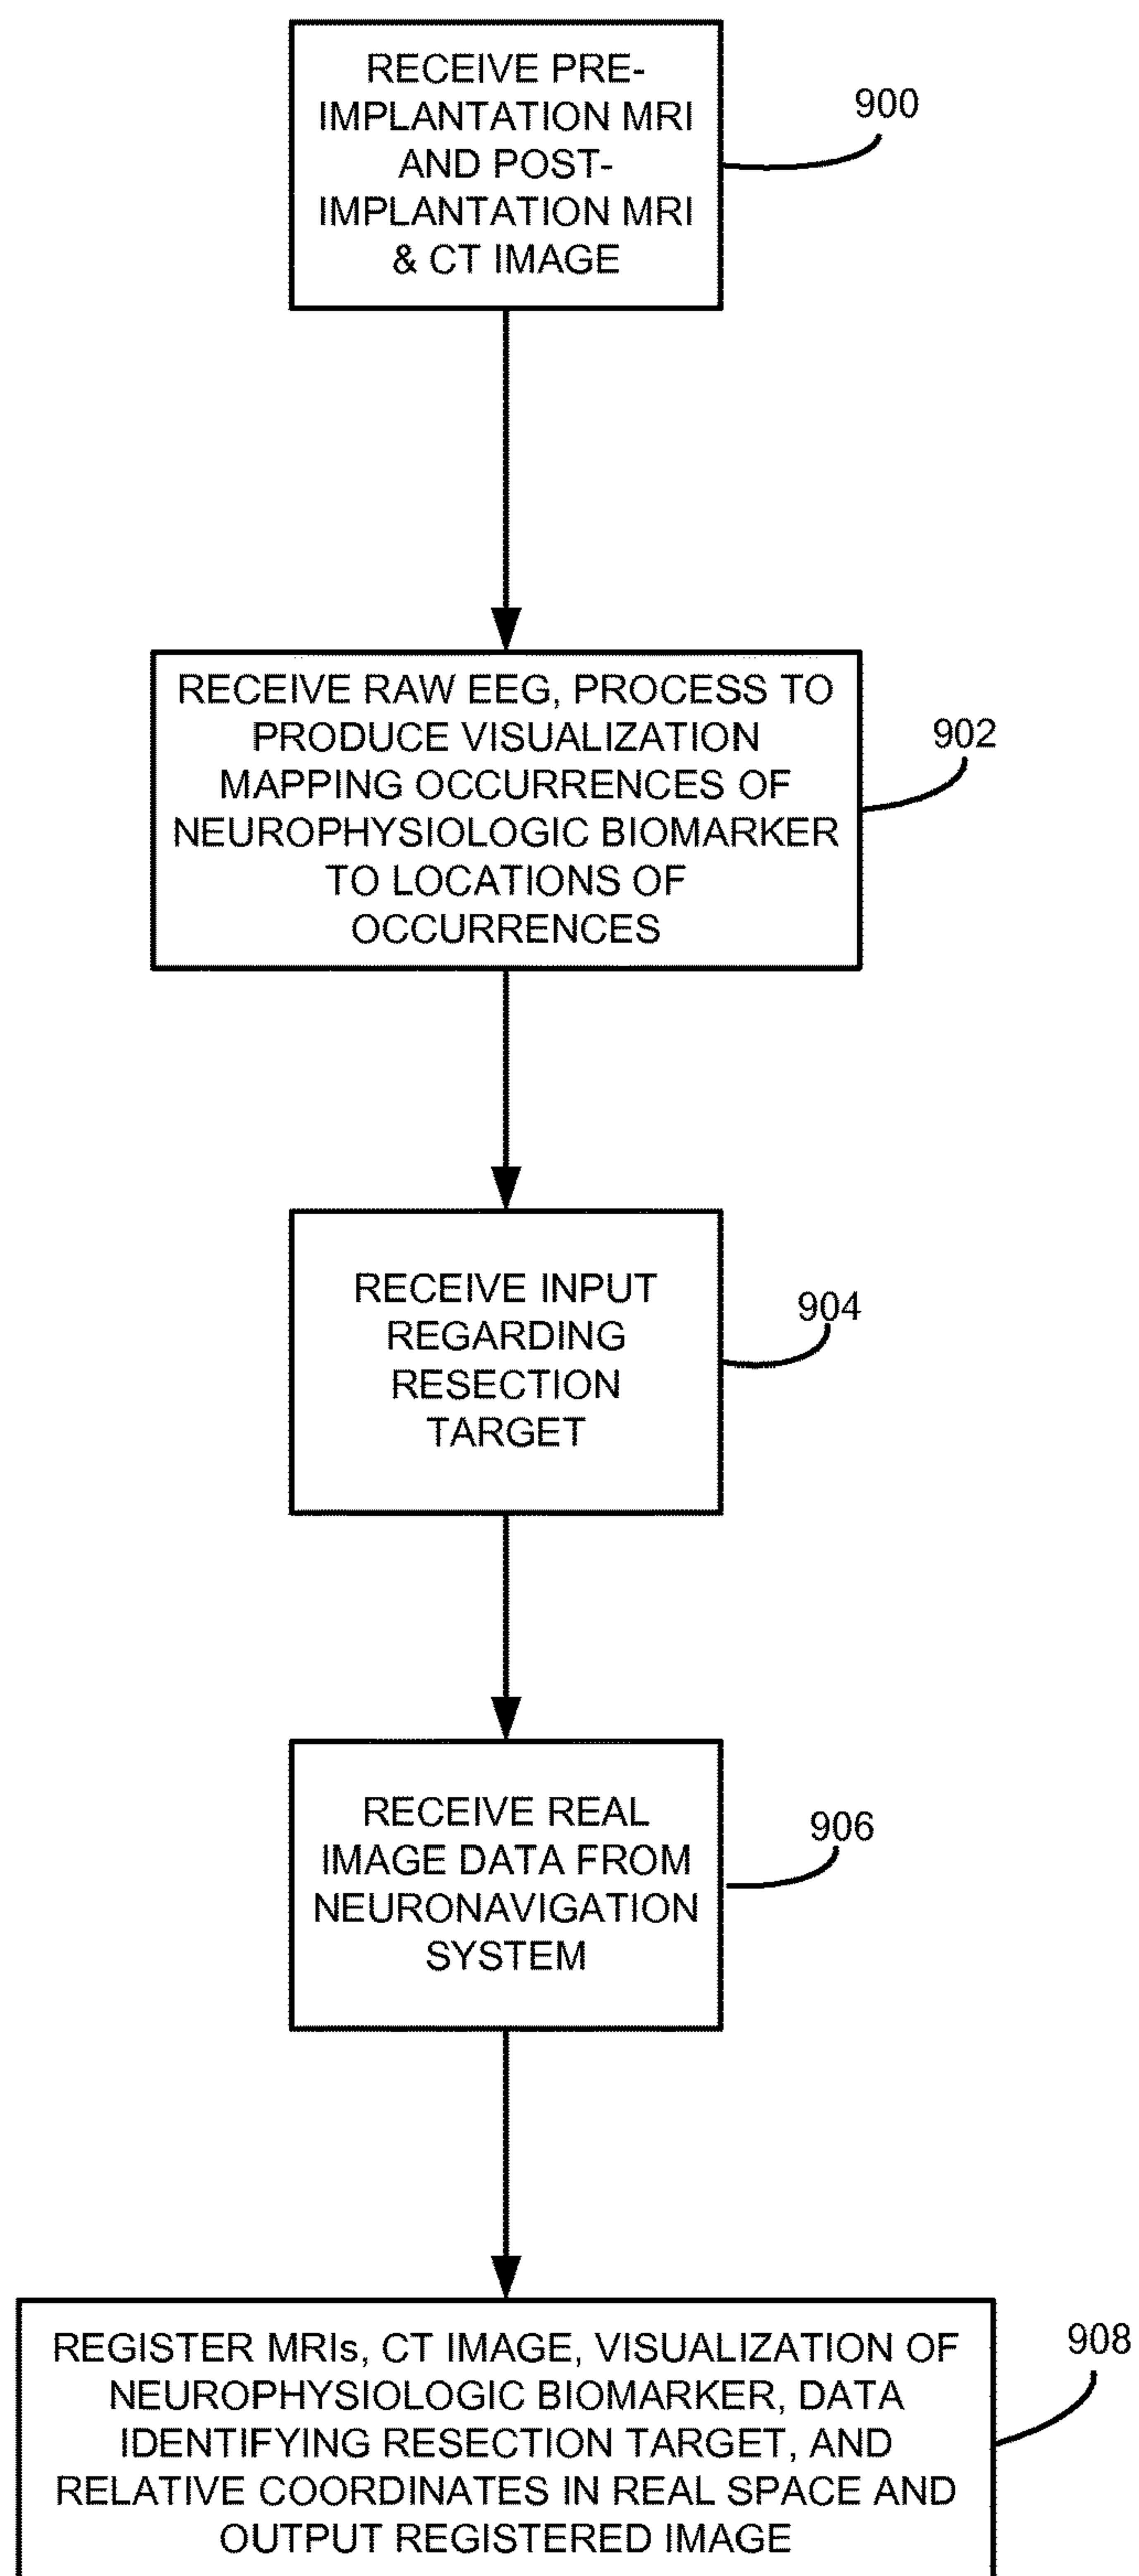 RECEIVE PRE-
IMPLANTATION MRI
AND POST-
IMPLANTATION MRI
& CT IMAGE
900
RECEIVE RAW EEG, PROCESS TO
PRODUCE VISUALIZATION
MAPPING OCCURRENCES OF
NEUROPHYSIOLOGIC BIOMARKER
TO LOCATIONS OF
OCCURRENCES
902
RECEIVE INPUT
REGARDING
RESECTION
TARGET
904
RECEIVE REAL
IMAGE DATA FROM
NEURONAVIGATION
SYSTEM
906
REGISTER MRIs, CT IMAGE, VISUALIZATION OF
NEUROPHYSIOLOGIC BIOMARKER, DATA
IDENTIFYING RESECTION TARGET, AND
RELATIVE COORDINATES IN REAL SPACE AND
OUTPUT REGISTERED IMAGE
908